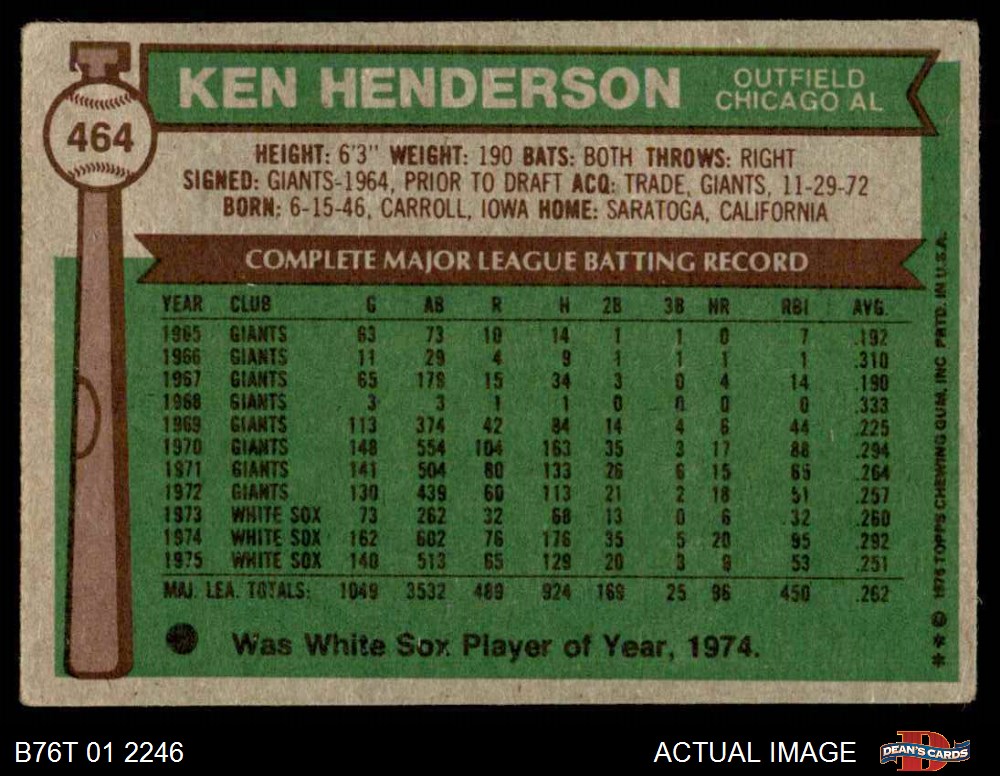 KEN HENDERSON
OUTFIELD
CHICAGO AL
464
HEIGHT: 6'3" WEIGHT: 190 BATS: BOTH THROWS: RIGHT
SIGNED: GIANTS-1964, PRIOR TO DRAFT ACQ: TRADE, GIANTS, 11-29-72
BORN: 6-15-46, CARROLL, IOWA HOME: SARATOGA, CALIFORNIA
COMPLETE MAJOR LEAGUE BATTING RECORD
YEAR CLUB G AB R H 2B 3B HR RBI AVG.
1965 GIANTS 63 73 10 14 1 1 0 7 .192
1966 GIANTS 11 29 4 9 1 1 1 1 .310
1967 GIANTS 65 179 15 34 3 0 4 14 .190
1968 GIANTS 3 3 1 1 0 0 0 0 .333
1969 GIANTS 113 374 42 84 14 4 6 44 .225
1970 GIANTS 148 554 104 163 35 3 17 88 .294
1971 GIANTS 141 504 80 133 26 6 15 65 .264
1972 GIANTS 130 439 60 113 21 2 18 51 .257
1973 WHITE SOX 73 262 32 68 13 0 6 32 .260
1974 WHITE SOX 162 602 76 176 35 5 20 95 .292
1975 WHITE SOX 140 513 65 129 20 3 9 53 .251
MAJ. LEA. TOTALS: 1049 3532 489 924 169 25 96 450 .262
Was White Sox Player of Year, 1974.
** © 1976 TOPPS CHEWING GUM, INC. PRTD. IN U.S.A.
B76T 01 2246
ACTUAL IMAGE
D
DEAN'S CARDS